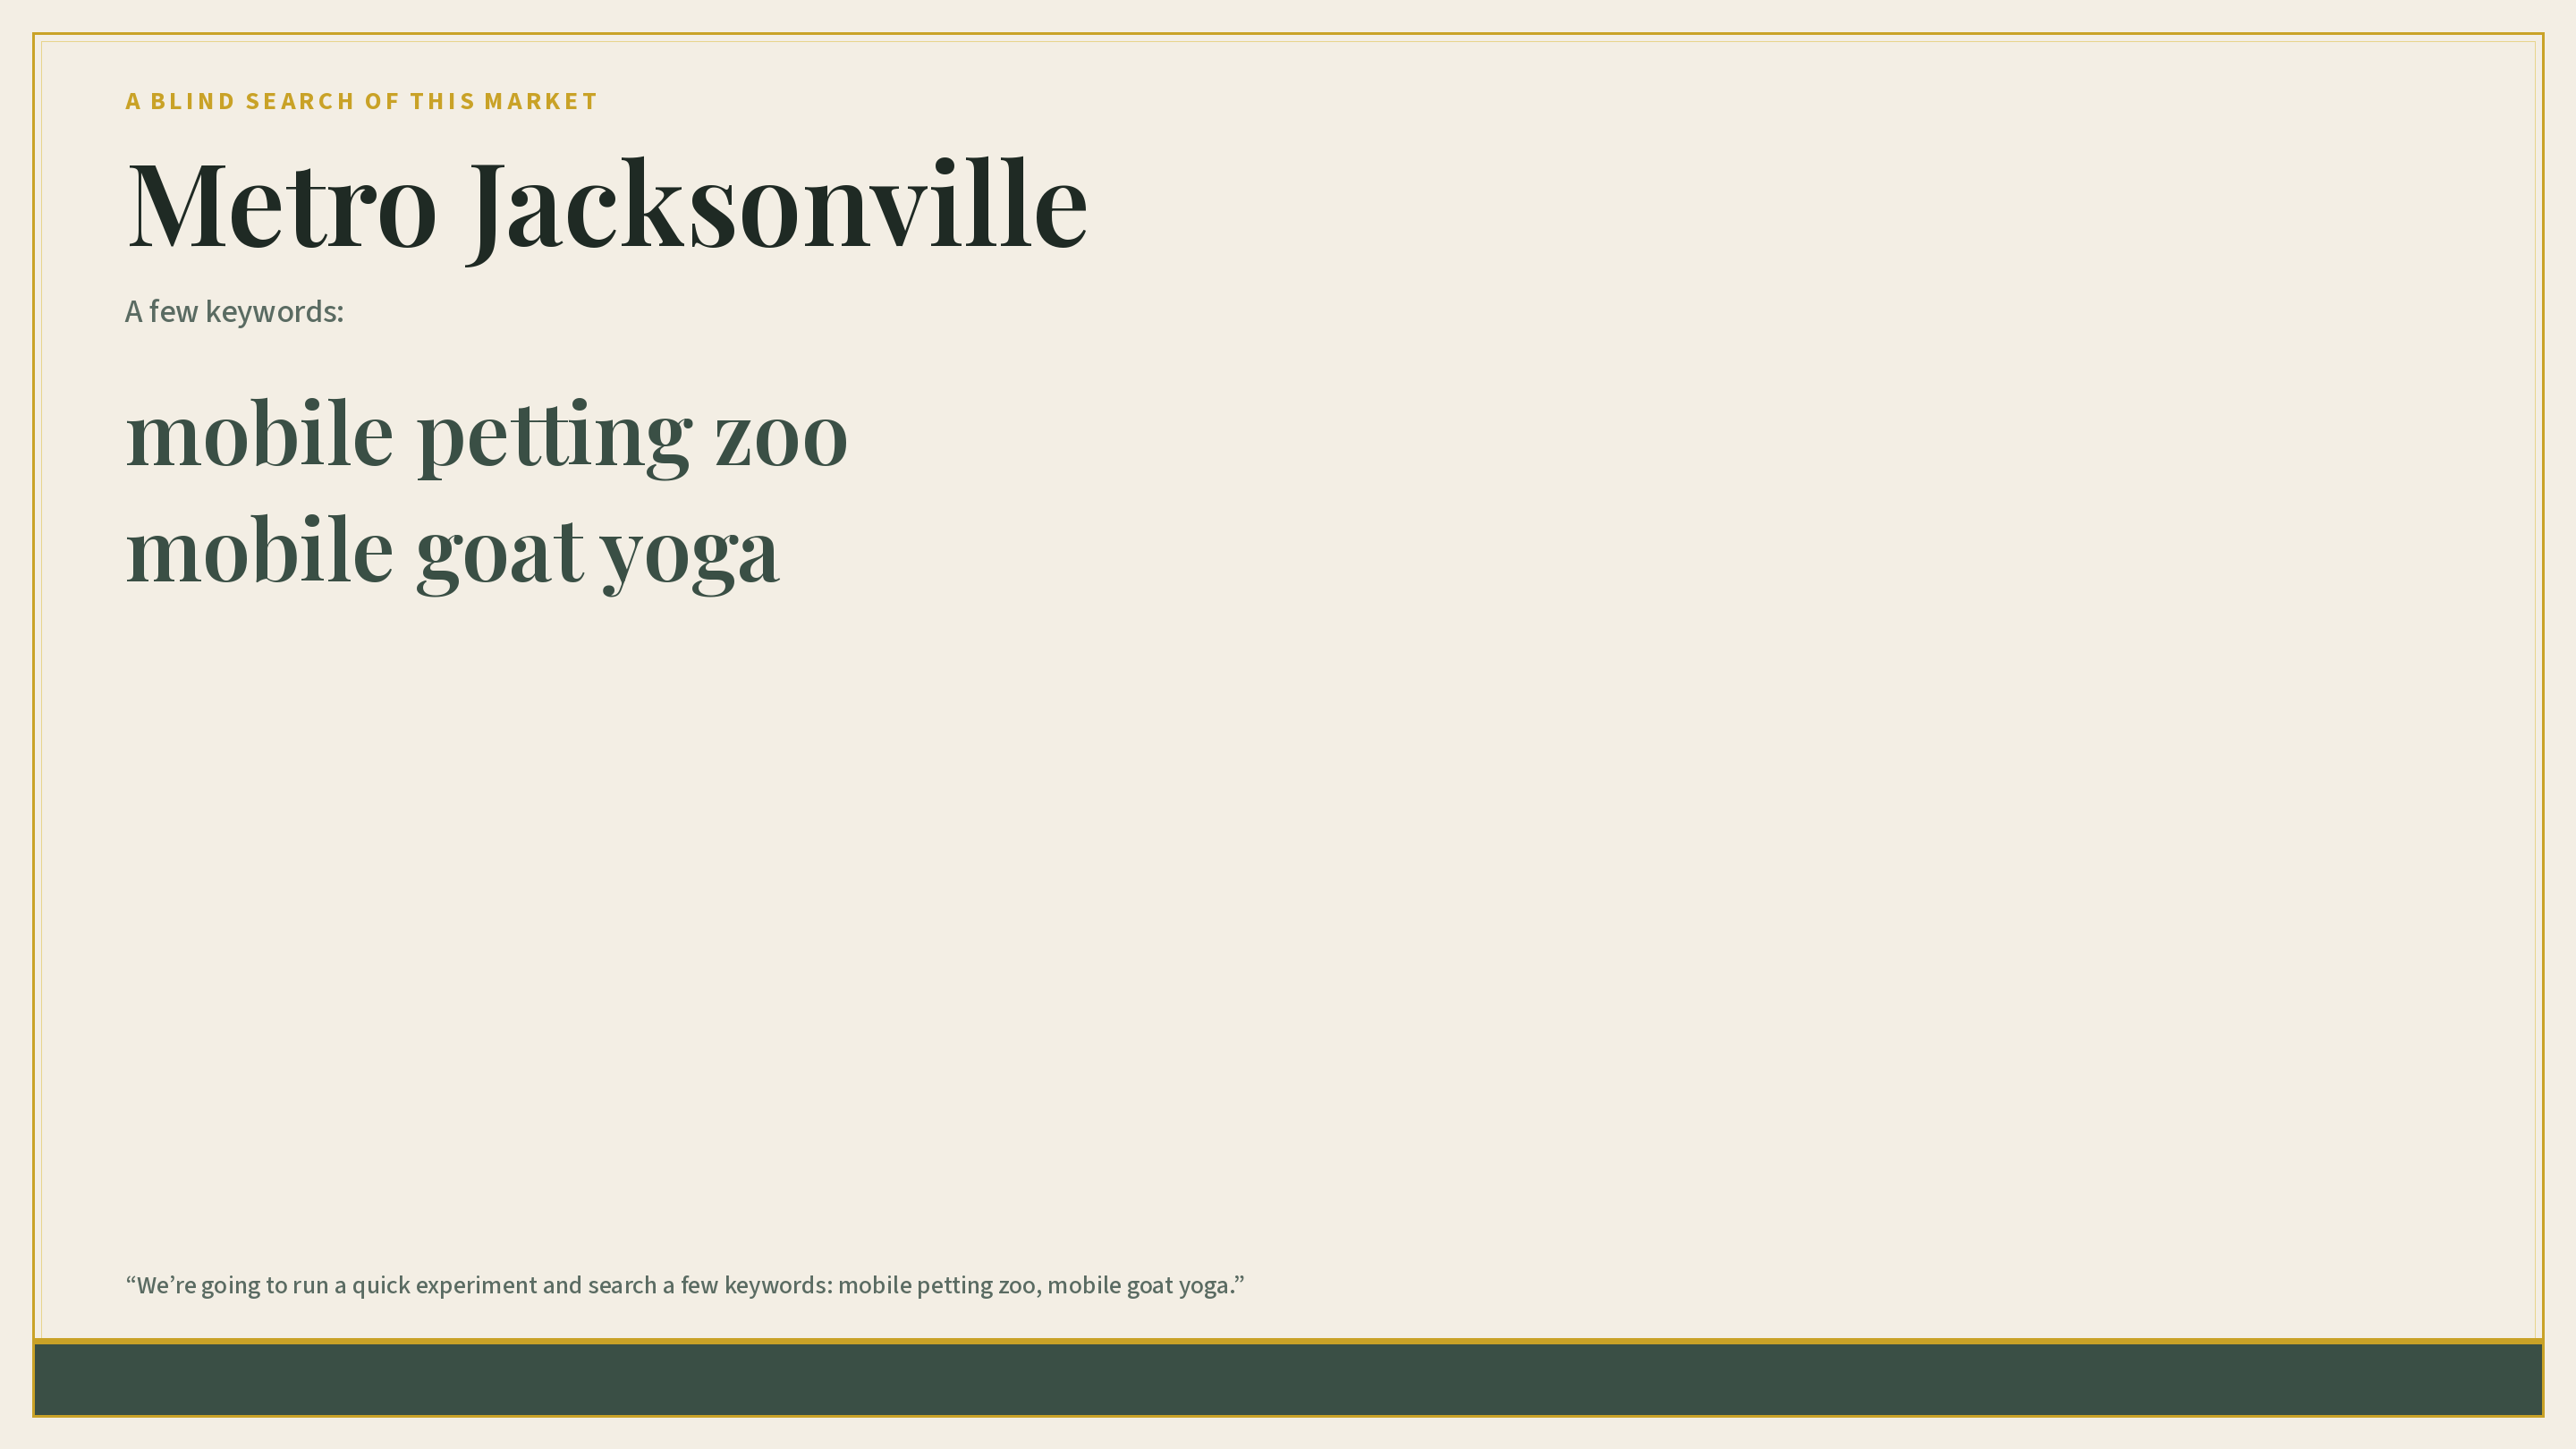 A BLIND SEARCH OF THIS MARKET
Metro Jacksonville
A few keywords:
mobile petting zoo
mobile goat yoga
“We’re going to run a quick experiment and search a few keywords: mobile petting zoo, mobile goat yoga.”